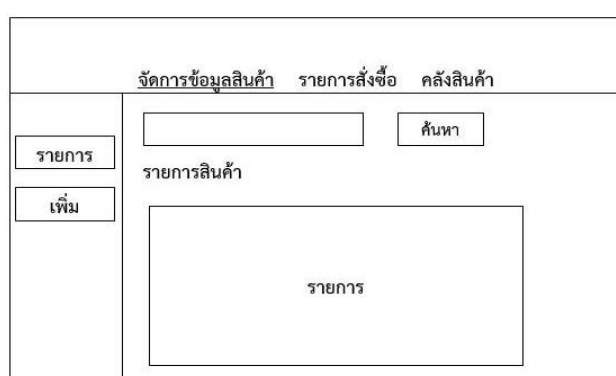 จัดการข้อมูลสินค้า รายการสั่งซื้อ คลังสินค้า
ค้นหา
รายการ
รายการสินค้า
เพิ่ม
รายการ